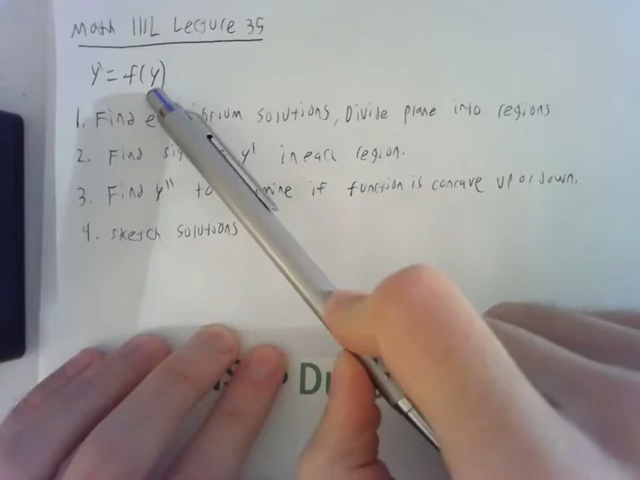 Math 111L Lecture 35
y' = f(y)
1. Find solutions, Divide plane into regions
2. Find y' in each region.
3. Find y'' to if function is concave up or down.
4. sketch solutions